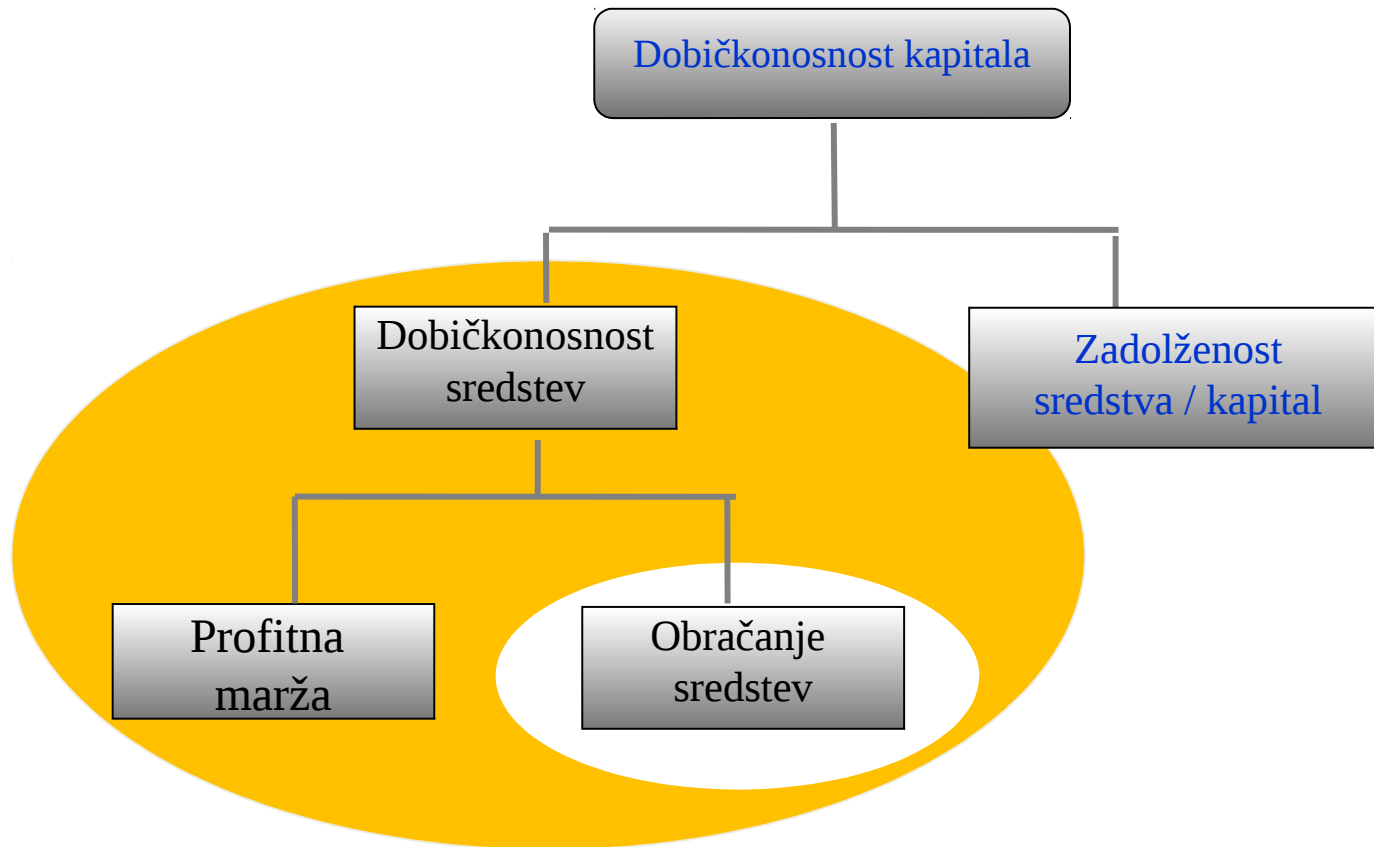 Dobičkonosnost kapitala
Dobičkonosnost
sredstev
Zadolženost
sredstva / kapital
Profitna
marža
Obračanje
sredstev